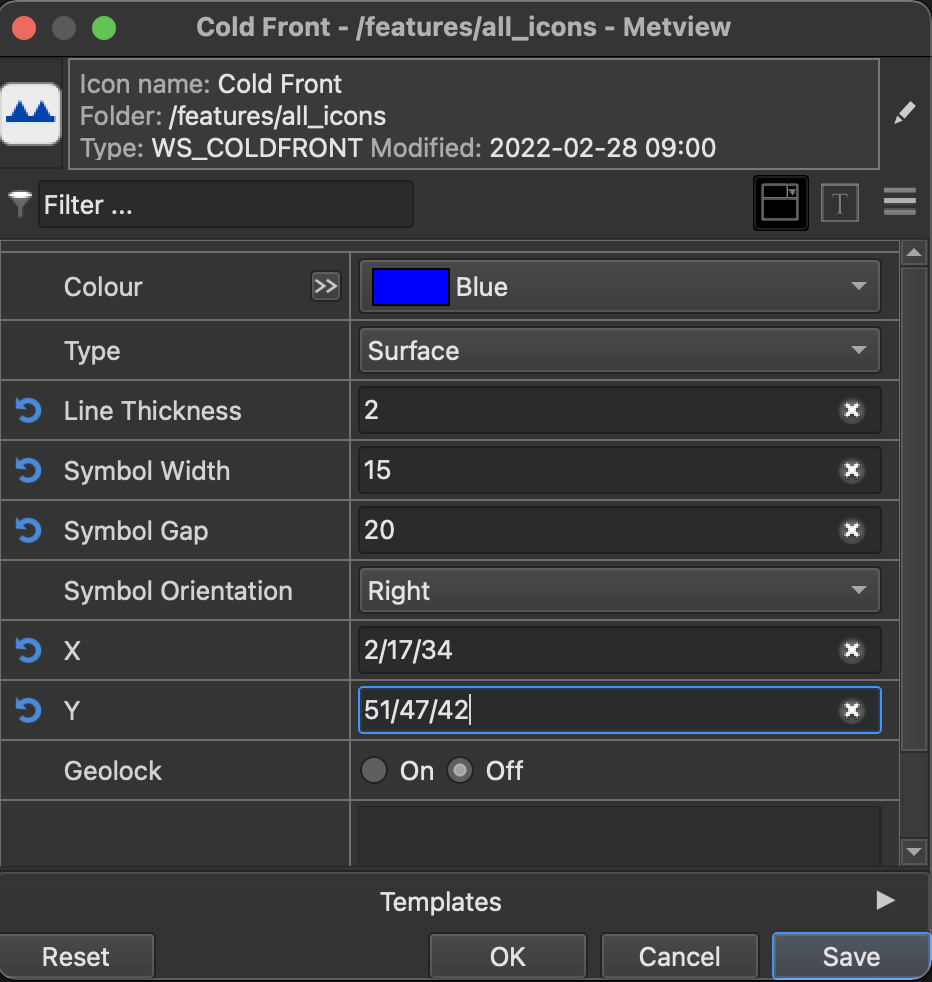 Cold Front - /features/all_icons - Metview
Icon name: Cold Front
Folder: /features/all_icons
Type: WS_COLDFRONT Modified: 2022-02-28 09:00
Filter ...
T
Colour >> Blue
Type Surface
Line Thickness 2
Symbol Width 15
Symbol Gap 20
Symbol Orientation Right
X 2/17/34
Y 51/47/42
Geolock On Off
Templates
Reset OK Cancel Save